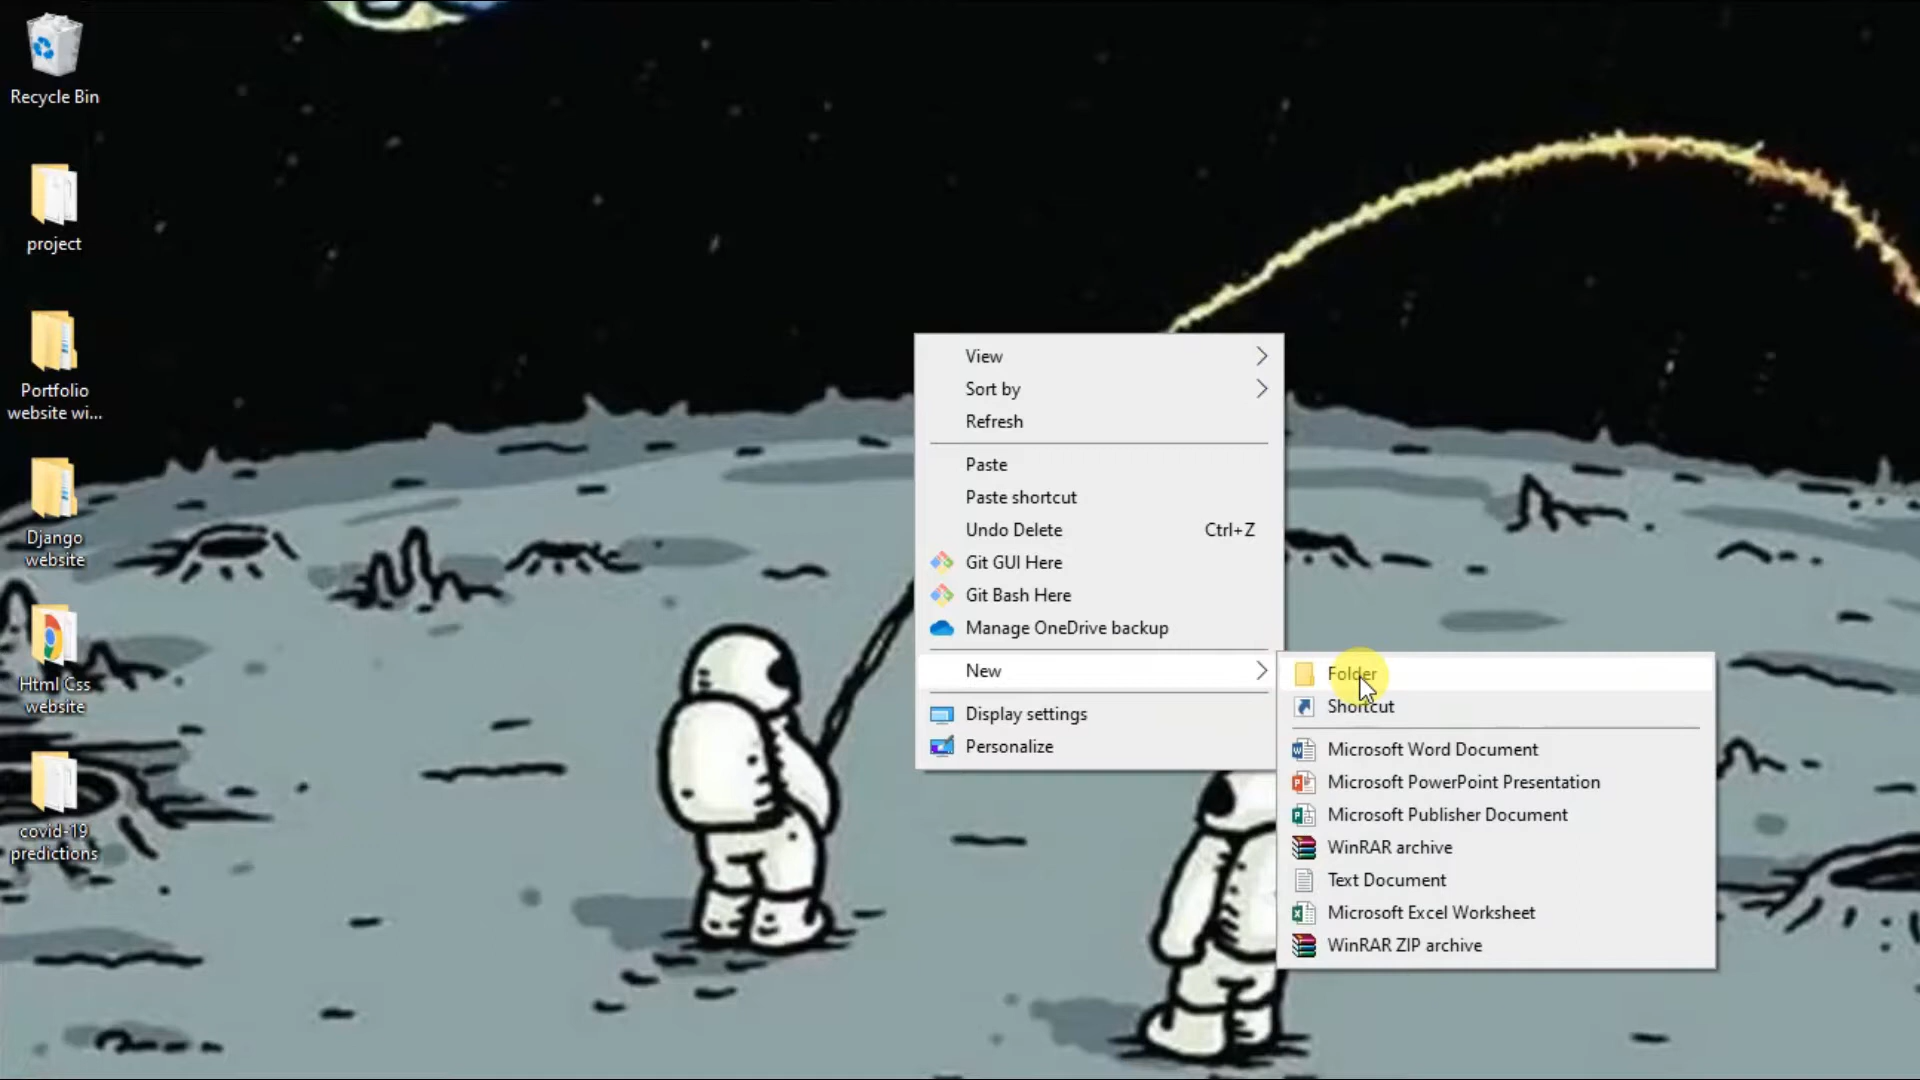 Recycle Bin
project
Portfolio
website wi...
Django
website
Html Css
website
covid-19
predictions
View
Sort by
Refresh
Paste
Paste shortcut
Undo Delete Ctrl+Z
Git GUI Here
Git Bash Here
Manage OneDrive backup
New
Display settings
Personalize
Folder
Shortcut
Microsoft Word Document
Microsoft PowerPoint Presentation
Microsoft Publisher Document
WinRAR archive
Text Document
Microsoft Excel Worksheet
WinRAR ZIP archive